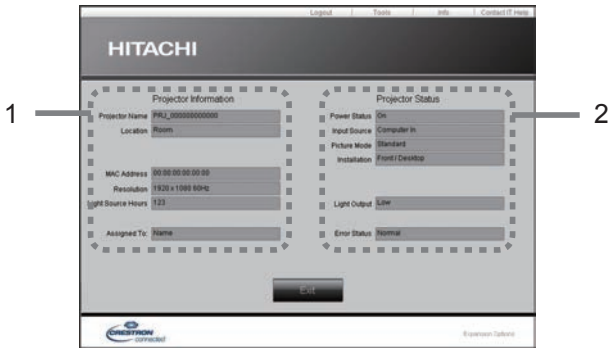 Logout Tools Info Contact IT Help
HITACHI
1
Projector Information
Projector Name PRJ_000000000000
Location Room
MAC Address 00:00:00:00:00:00
Resolution 1920 x 1080 60Hz
Light Source Hours 123
Assigned To: Name
2
Projector Status
Power Status On
Input Source Computer In
Picture Mode Standard
Installation Front / Desktop
Light Output Low
Error Status Normal
Exit
CRESTRON
connected
Expansion Options